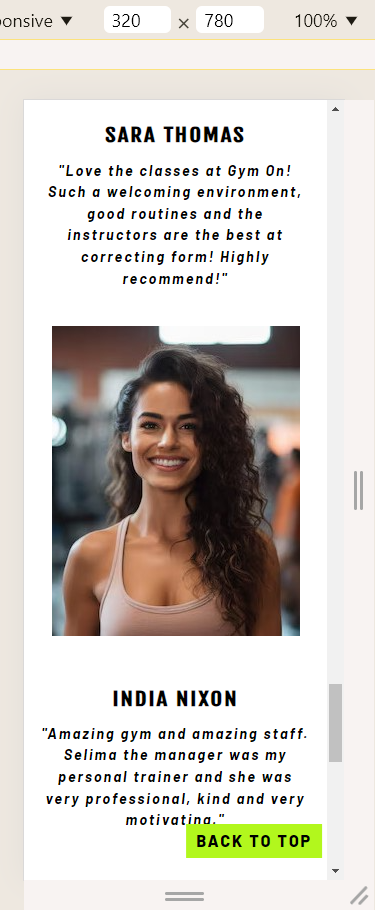 onsive ▼ 320 × 780 100% ▼
SARA THOMAS
"Love the classes at Gym On!
Such a welcoming environment,
good routines and the
instructors are the best at
correcting form! Highly
recommend!"
INDIA NIXON
"Amazing gym and amazing staff.
Selima the manager was my
personal trainer and she was
very professional, kind and very
motivating."
BACK TO TOP